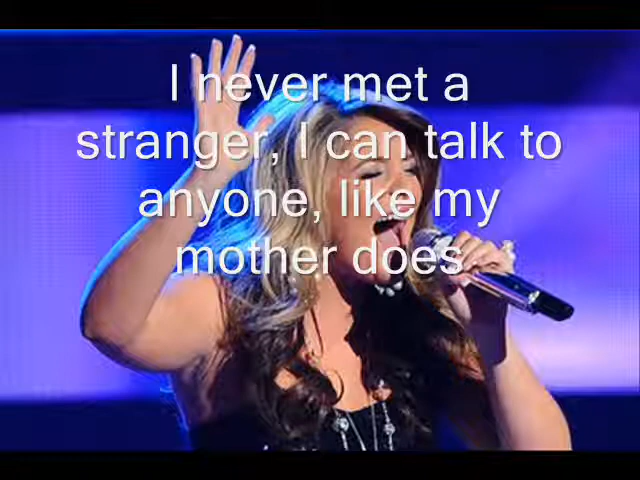 I never met a
stranger, I can talk to
anyone, like my
mother does